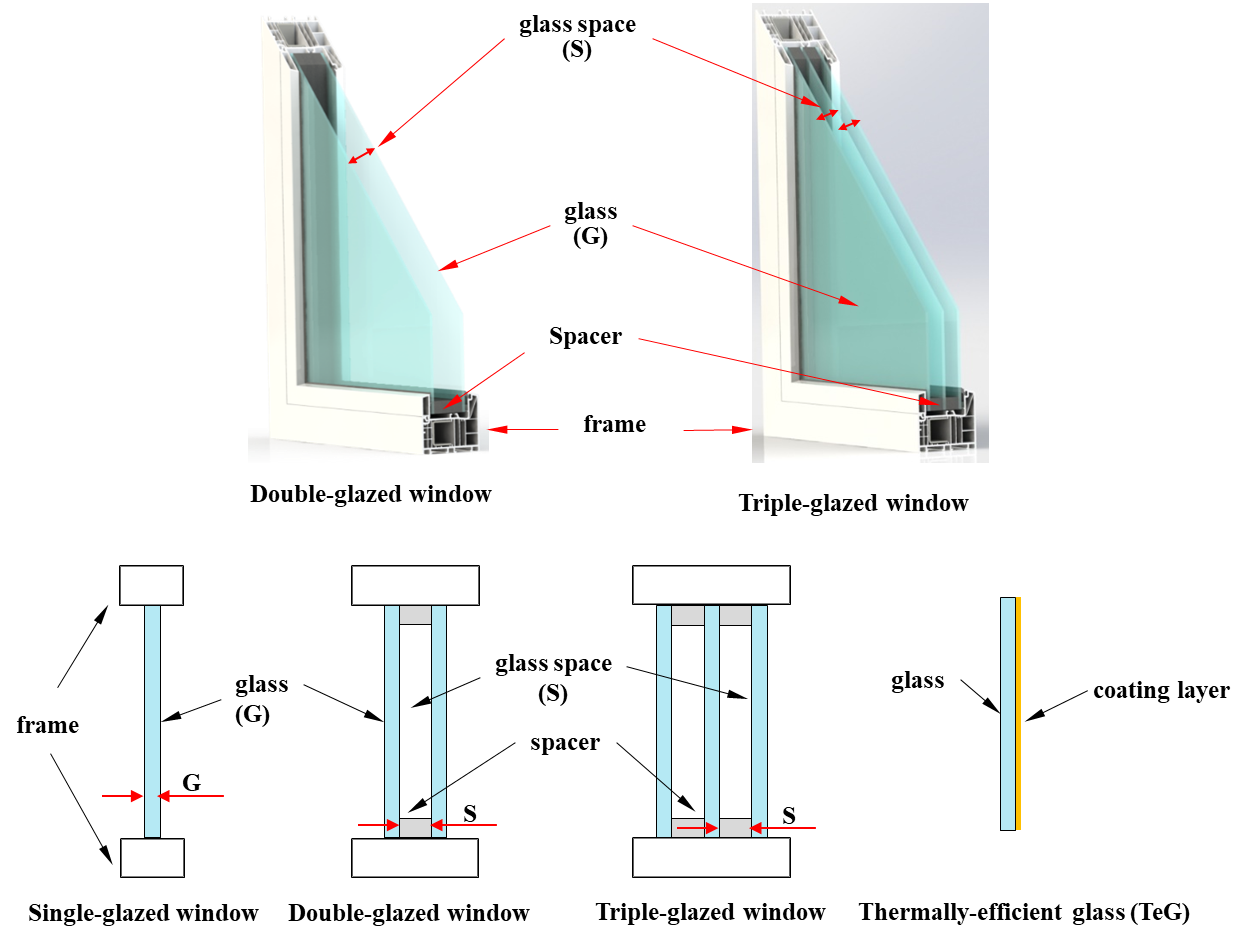 glass space
(S)
glass
(G)
Spacer
frame
Double-glazed window
Triple-glazed window
frame
glass
(G)
G
glass space
(S)
spacer
S
S
glass
coating layer
Single-glazed window
Double-glazed window
Triple-glazed window
Thermally-efficient glass (TeG)